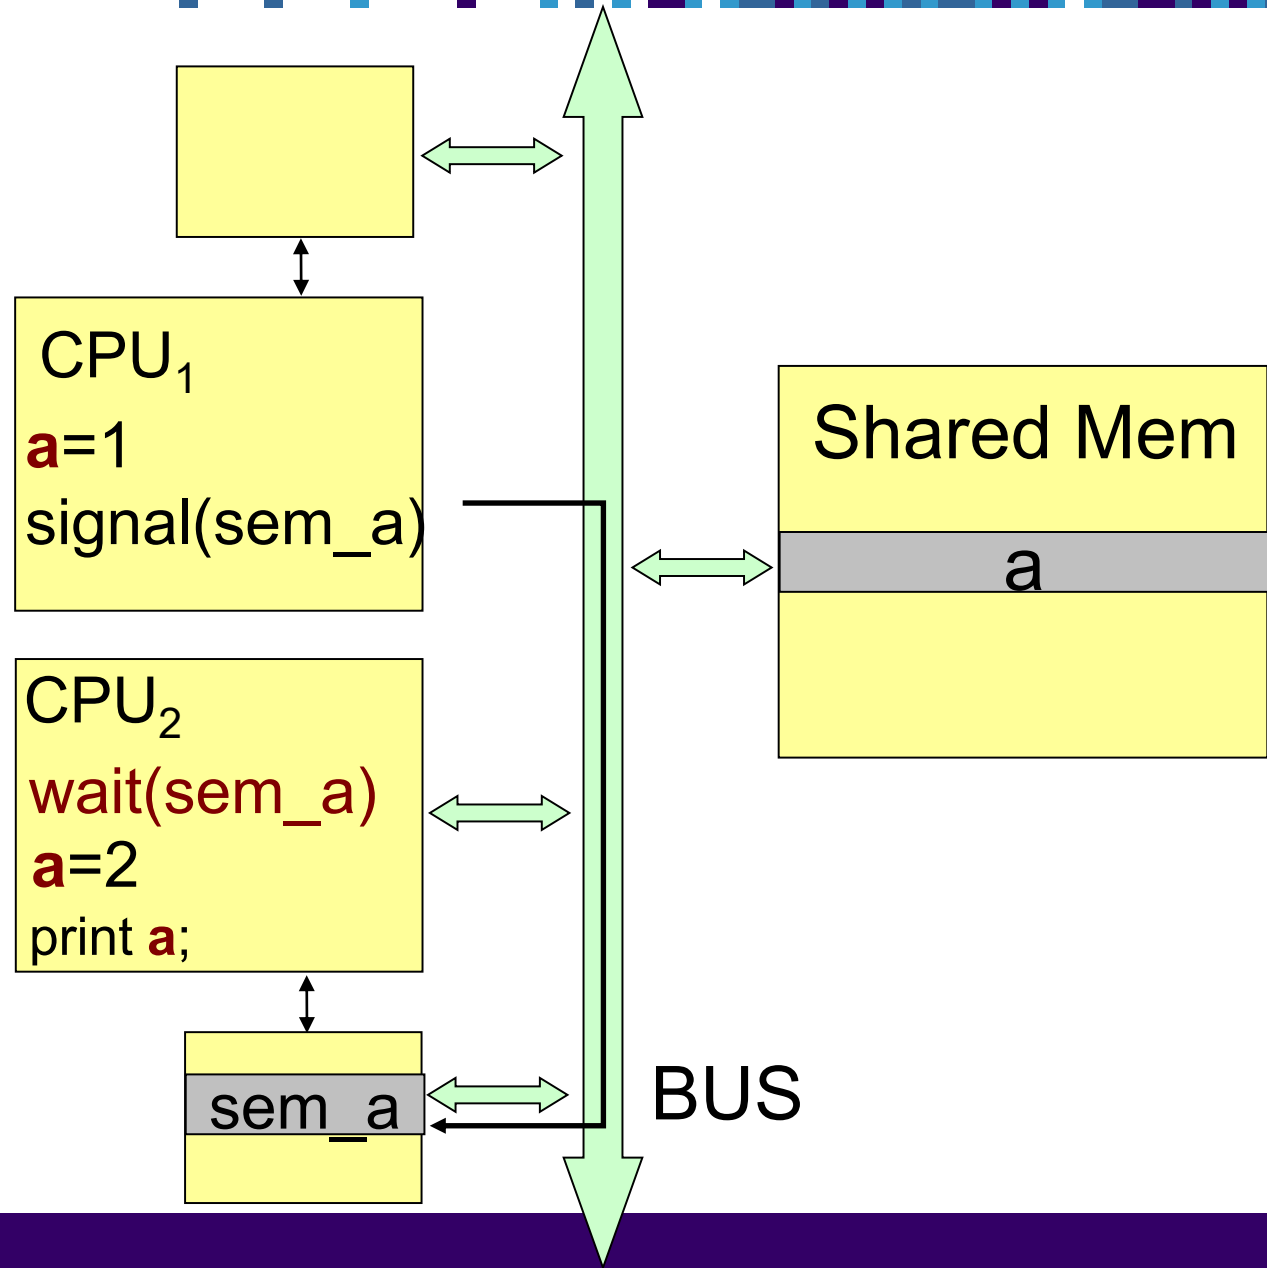 CPU₁
a=1
signal(sem_a)
Shared Mem
a
CPU₂
wait(sem_a)
a=2
print a;
sem_a
BUS